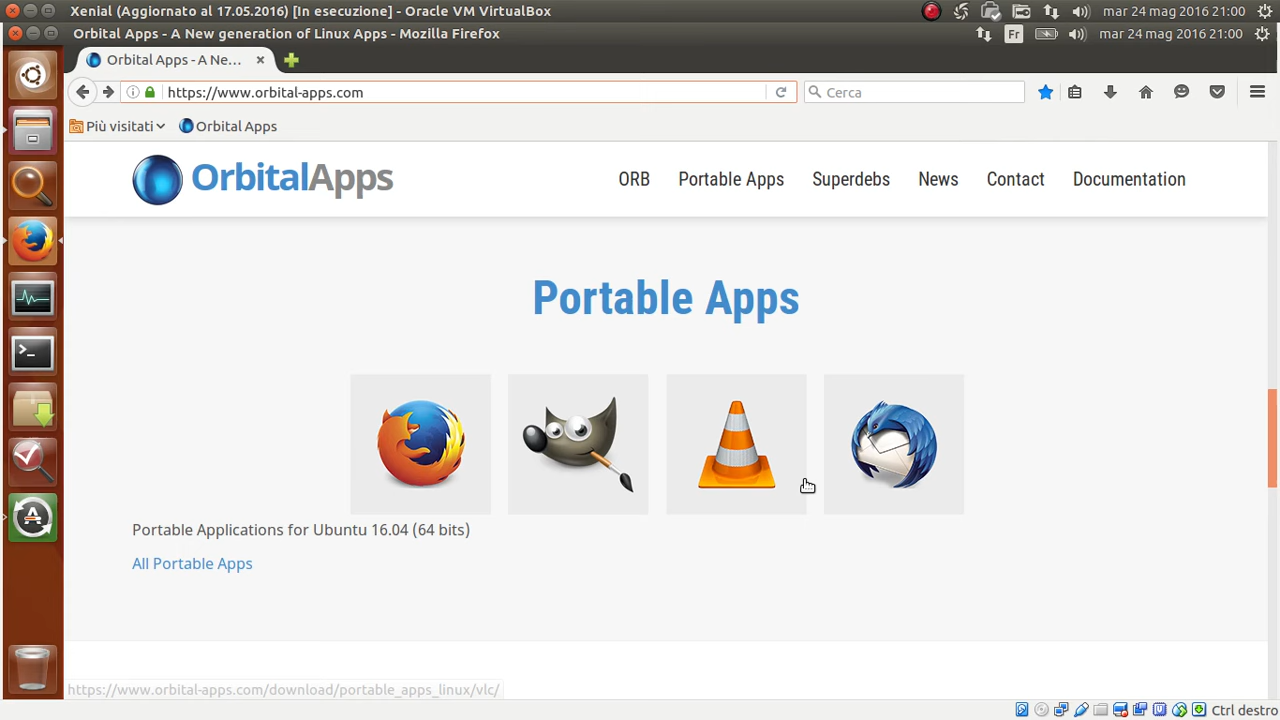 Xenial (Aggiornato al 17.05.2016) [In esecuzione] - Oracle VM VirtualBox
mar 24 mag 2016 21:00
Orbital Apps - A New generation of Linux Apps - Mozilla Firefox
Fr
mar 24 mag 2016 21:00
Orbital Apps - A Ne...
https://www.orbital-apps.com
Cerca
Più visitati
Orbital Apps
OrbitalApps
ORB
Portable Apps
Superdebs
News
Contact
Documentation
Portable Apps
Portable Applications for Ubuntu 16.04 (64 bits)
All Portable Apps
https://www.orbital-apps.com/download/portable_apps_linux/vlc/
Ctrl destro